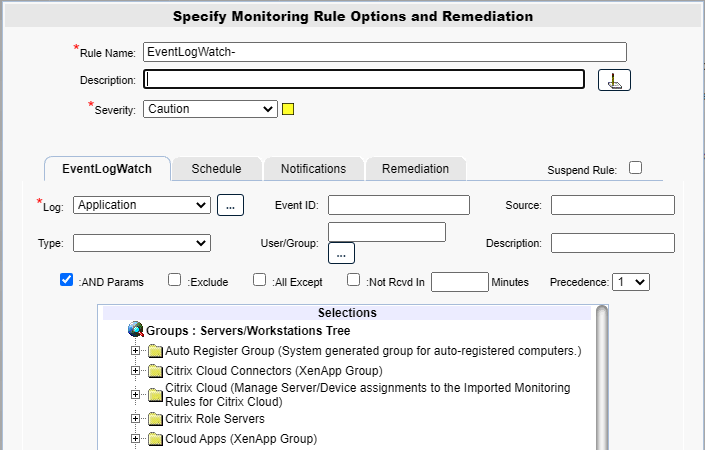 Specify Monitoring Rule Options and Remediation
*Rule Name: EventLogWatch-
Description:
*Severity: Caution
EventLogWatch Schedule Notifications Remediation Suspend Rule:
*Log: Application ... Event ID: Source:
Type: User/Group: ... Description:
:AND Params :Exclude :All Except :Not Rcvd In Minutes Precedence: 1
Selections
Groups : Servers/Workstations Tree
Auto Register Group (System generated group for auto-registered computers.)
Citrix Cloud Connectors (XenApp Group)
Citrix Cloud (Manage Server/Device assignments to the Imported Monitoring
Rules for Citrix Cloud)
Citrix Role Servers
Cloud Apps (XenApp Group)